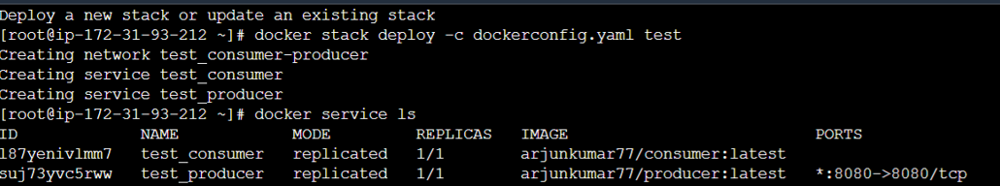 Deploy a new stack or update an existing stack
[root@ip-172-31-93-212 ~]# docker stack deploy -c dockerconfig.yaml test
Creating network test_consumer-producer
Creating service test_consumer
Creating service test_producer
[root@ip-172-31-93-212 ~]# docker service ls
ID NAME MODE REPLICAS IMAGE PORTS
l87yenivlmm7 test_consumer replicated 1/1 arjunkumar77/consumer:latest
suj73yvc5rww test_producer replicated 1/1 arjunkumar77/producer:latest *:8080->8080/tcp